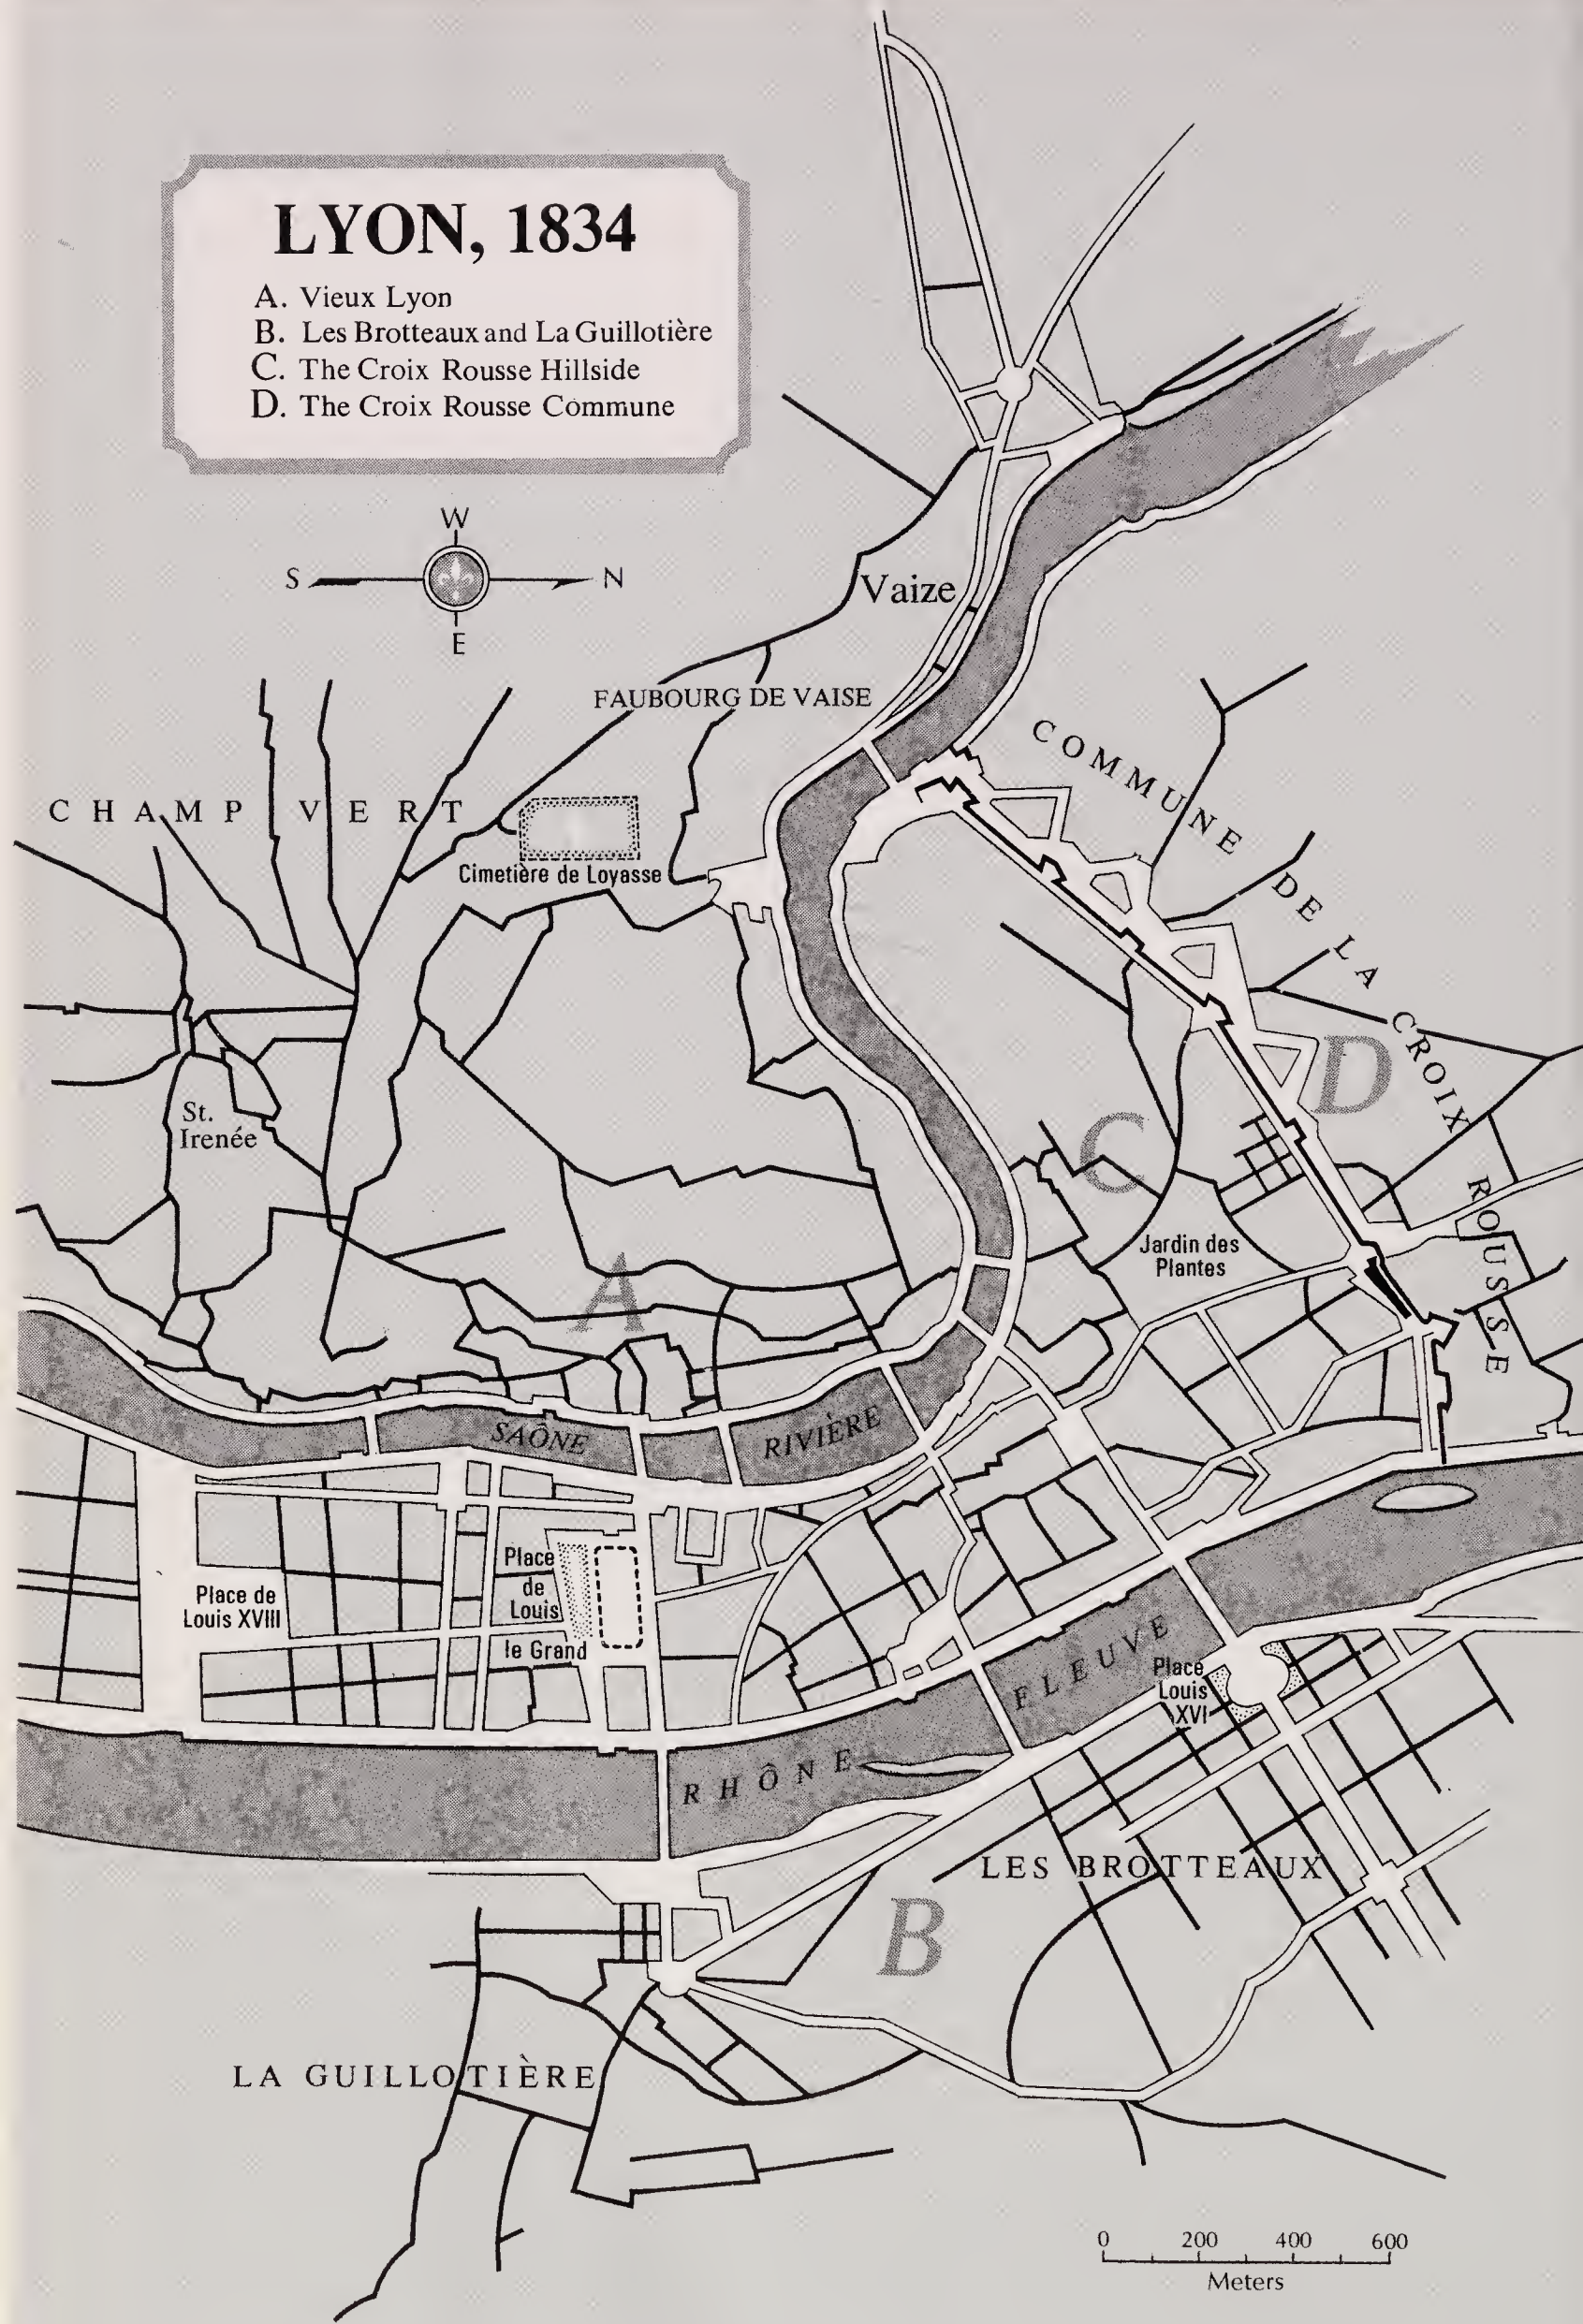 LYON, 1834
A. Vieux Lyon
B. Les Brotteaux and La Guillotière
C. The Croix Rousse Hillside
D. The Croix Rousse Commune
W
S
N
E
Vaize
FAUBOURG DE VAISE
COMMUNE DE LA CROIX ROUSSE
CHAMP VERT
Cimetière de Loyasse
D
C
St.
Irenée
Jardin des
Plantes
A
SAÔNE RIVIÈRE
Place
de
Louis
le Grand
Place de
Louis XVIII
FLEUVE
Place
Louis
XVI
RHÔNE
LES BROTTEAUX
B
LA GUILLOTIÈRE
0 200 400 600
Meters